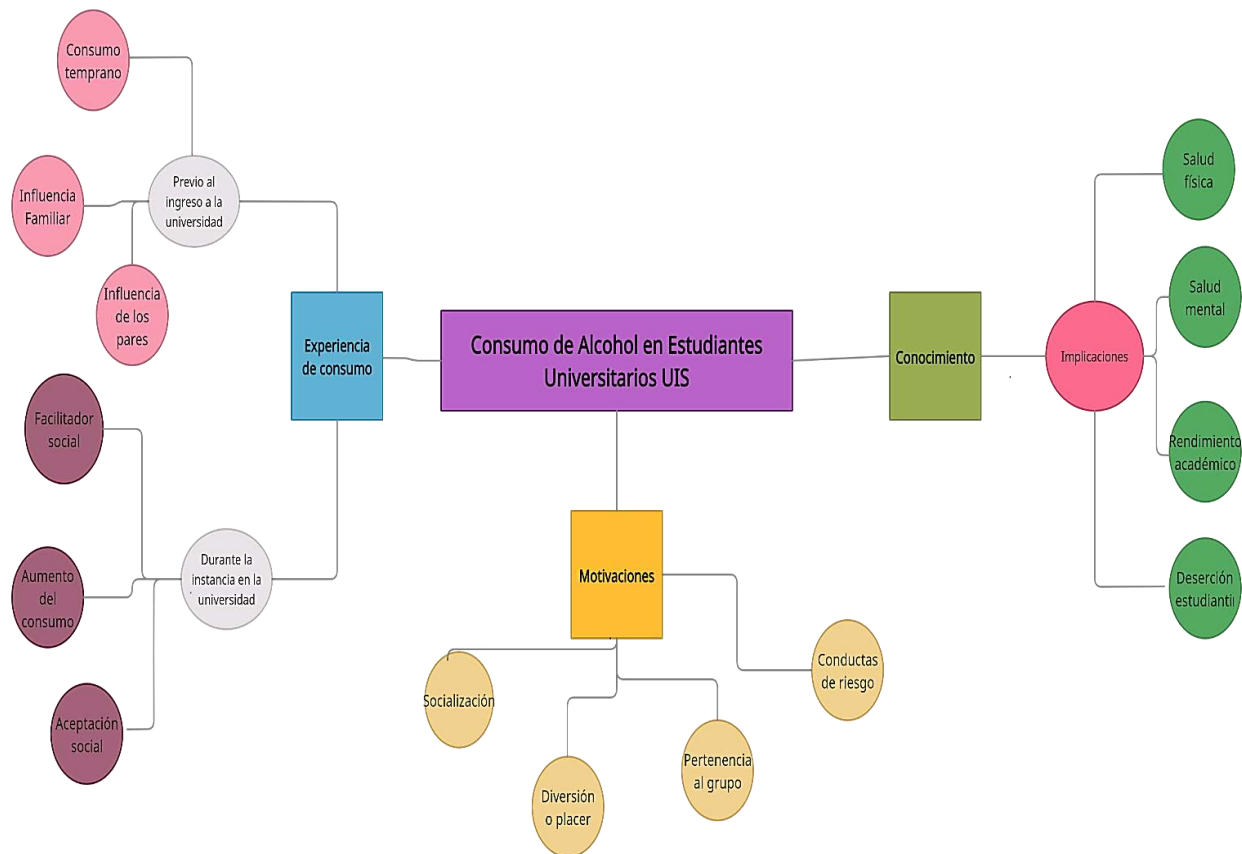 Consumo
temprano
Influencia
Familiar
Previo al
ingreso a la
universidad
Influencia
de los
pares
Experiencia
de consumo
Facilitador
social
Aumento
del
consumo
Durante la
instancia en la
universidad
Aceptación
social
Consumo de Alcohol en Estudiantes
Universitarios UIS
Motivaciones
Socialización
Diversión
o placer
Pertenencia
al grupo
Conductas
de riesgo
Conocimiento
Implicaciones
Salud
física
Salud
mental
Rendimiento
académico
Deserción
estudiantil